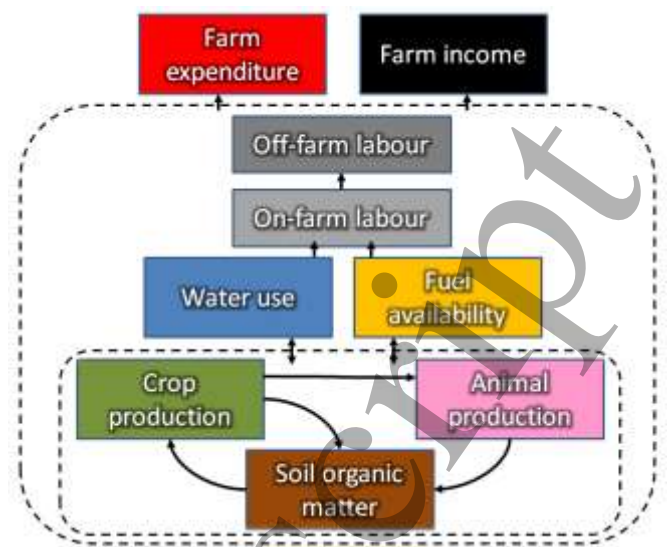 Farm
expenditure
Farm income
Off-farm labour
On-farm labour
Water use
Fuel
availability
Crop
production
Animal
production
Soil organic
matter